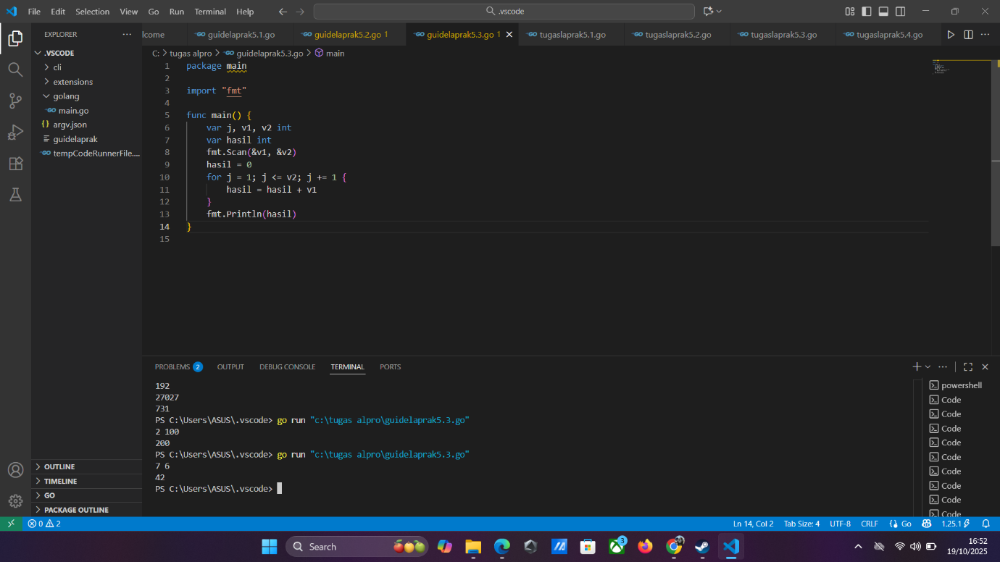 File Edit Selection View Go Run Terminal Help .vscode
EXPLORER
lcome guidelaprak5.1.go guidelaprak5.2.go 1 guidelaprak5.3.go 1 tugaslaprak5.1.go tugaslaprak5.2.go tugaslaprak5.3.go tugaslaprak5.4.go
C: > tugas alpro > guidelaprak5.3.go > main
.VSCODE
cli
extensions
golang
main.go
{} argv.json
guidelaprak
tempCodeRunnerFile....
OUTLINE
TIMELINE
GO
PACKAGE OUTLINE
1 package main
2
3 import "fmt"
4
5 func main() {
6 var j, v1, v2 int
7 var hasil int
8 fmt.Scan(&v1, &v2)
9 hasil = 0
10 for j = 1; j <= v2; j += 1 {
11 hasil = hasil + v1
12 }
13 fmt.Println(hasil)
14 }
15
PROBLEMS 2 OUTPUT DEBUG CONSOLE TERMINAL PORTS
192
27027
731
PS C:\Users\ASUS\.vscode> go run "c:\tugas alpro\guidelaprak5.3.go"
2 100
200
PS C:\Users\ASUS\.vscode> go run "c:\tugas alpro\guidelaprak5.3.go"
7 6
42
PS C:\Users\ASUS\.vscode>
powershell
Code
Code
Code
Code
Code
Code
Code
Code
Code
0 2 Ln 14, Col 2 Tab Size: 4 UTF-8 CRLF Go 1.25.1
Search 3 16:52
19/10/2025